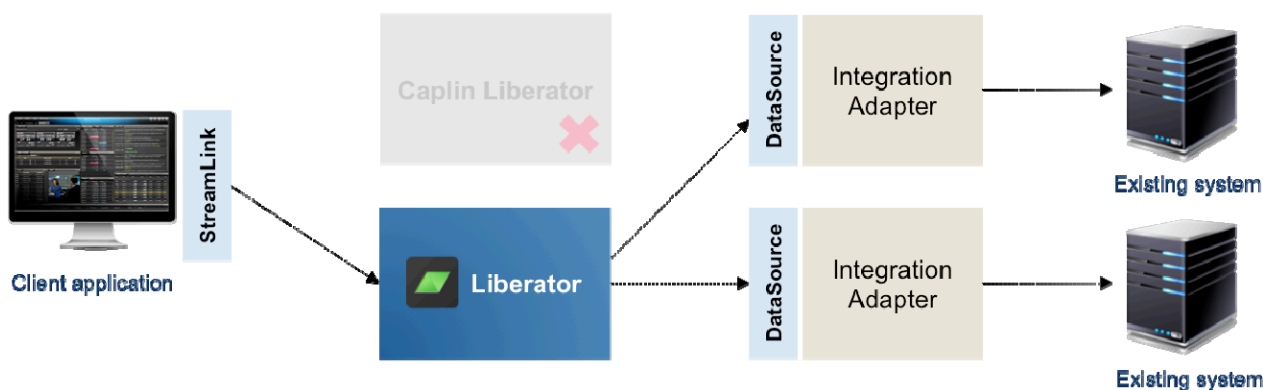 Caplin Liberator
DataSource
Integration
Adapter
Existing system
StreamLink
Client application
Liberator
DataSource
Integration
Adapter
Existing system